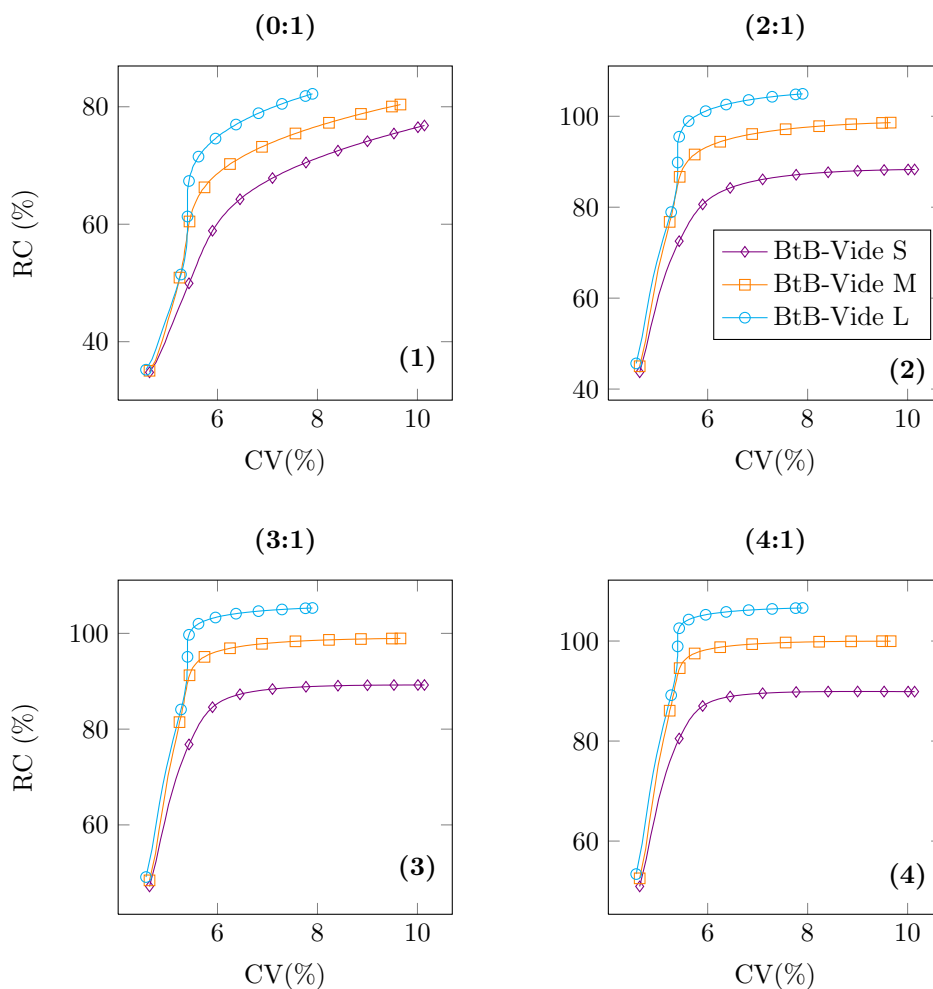 (0:1)
(2:1)
80
60
40
RC (%)
6 8 10
CV(%)
(1)
100
80
60
40
6 8 10
CV(%)
BtB-Vide S
BtB-Vide M
BtB-Vide L
(2)
(3:1)
(4:1)
100
80
60
RC (%)
6 8 10
CV(%)
(3)
100
80
60
6 8 10
CV(%)
(4)